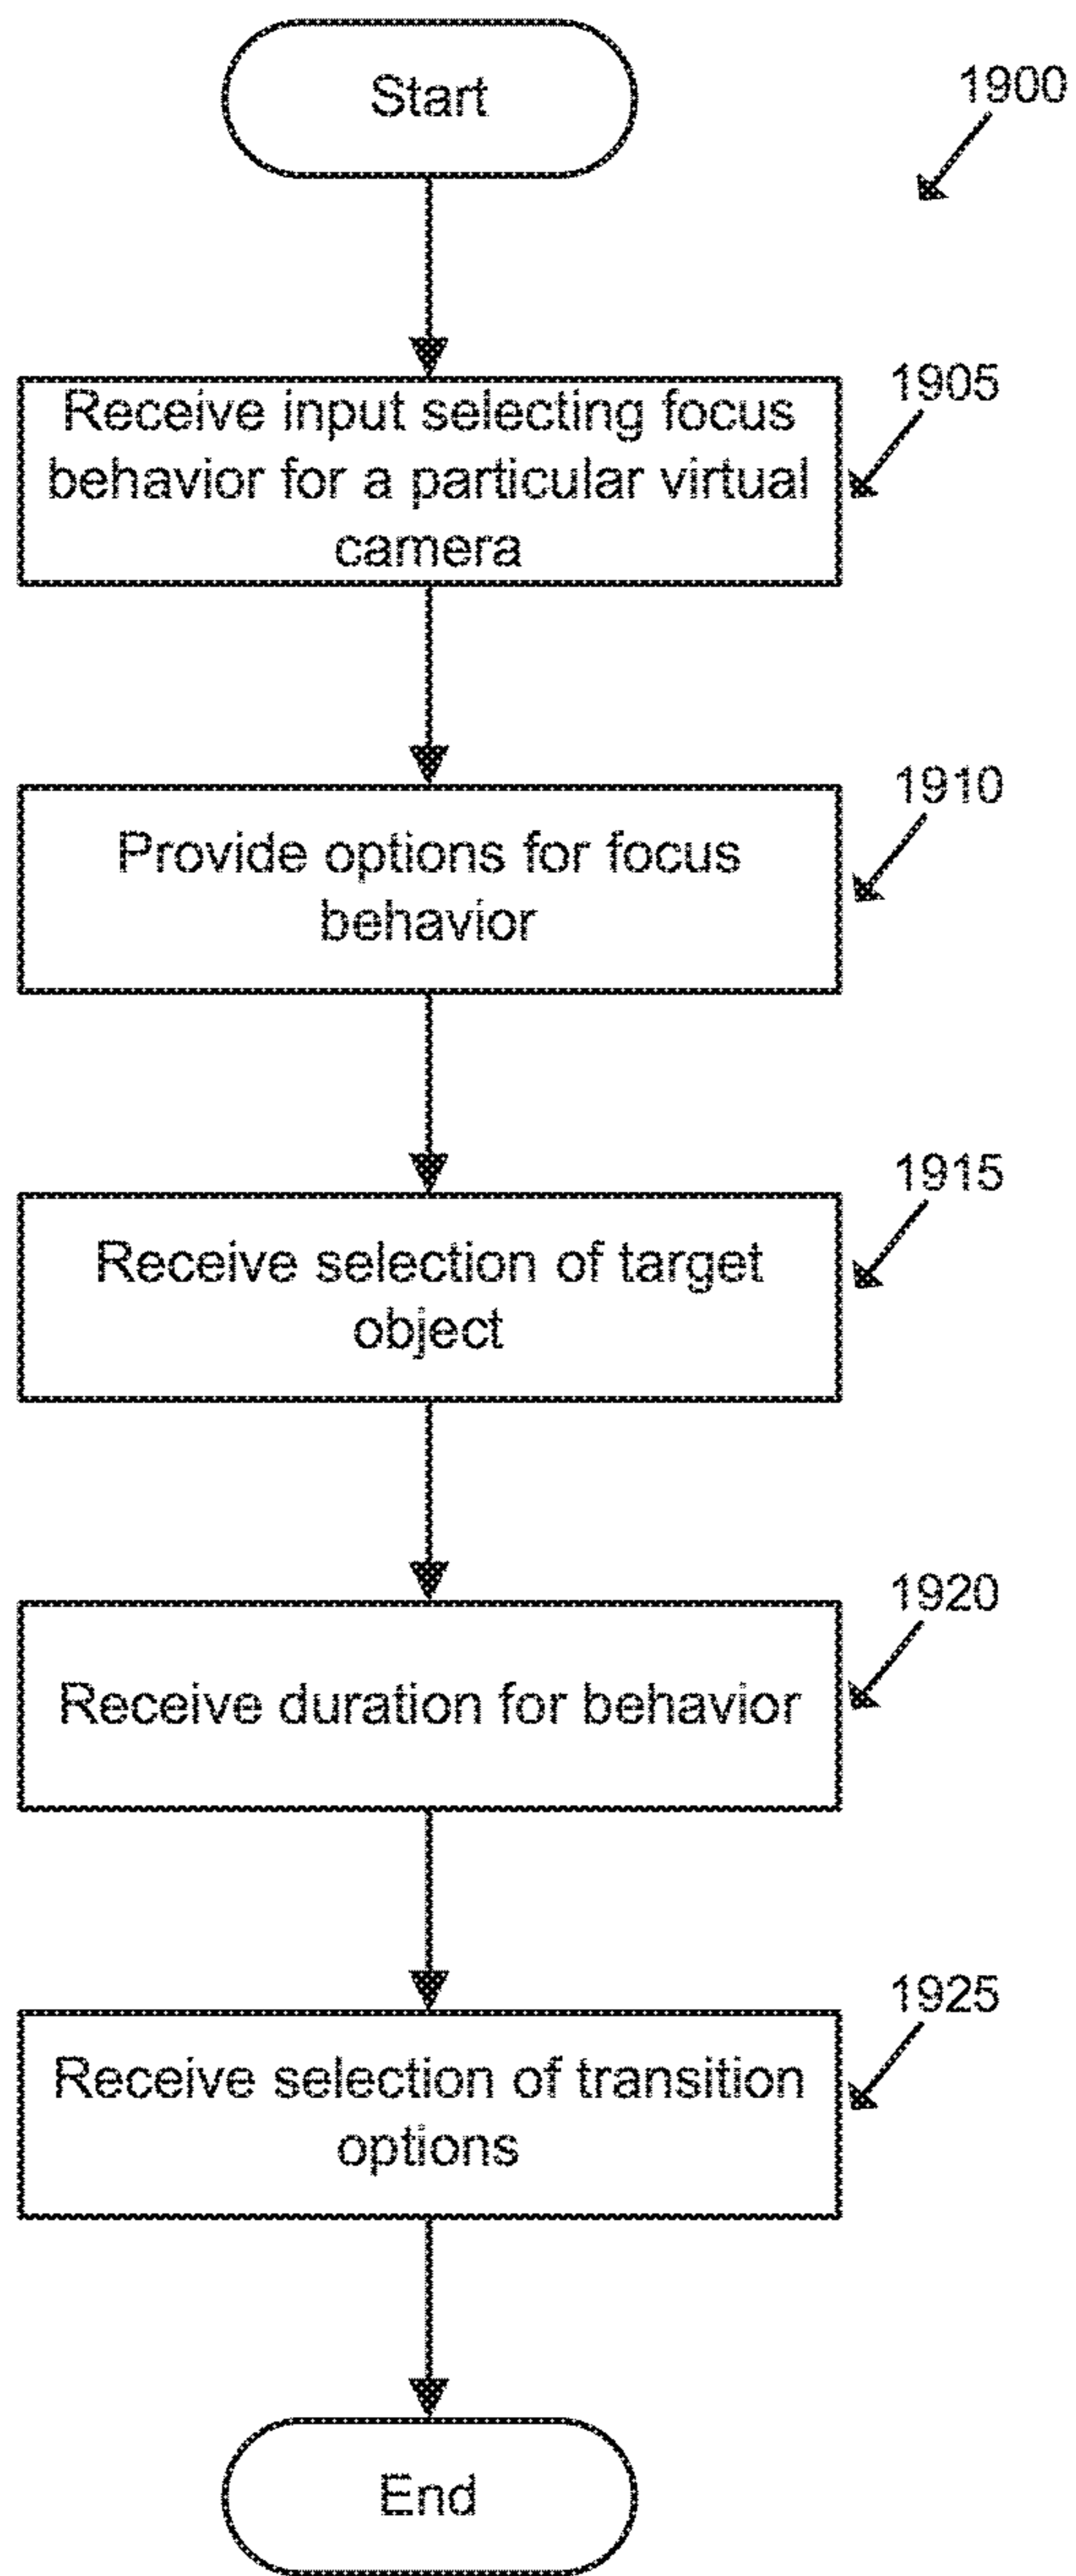 Start
1900
Receive input selecting focus
behavior for a particular virtual
camera
1905
Provide options for focus
behavior
1910
Receive selection of target
object
1915
Receive duration for behavior
1920
Receive selection of transition
options
1925
End